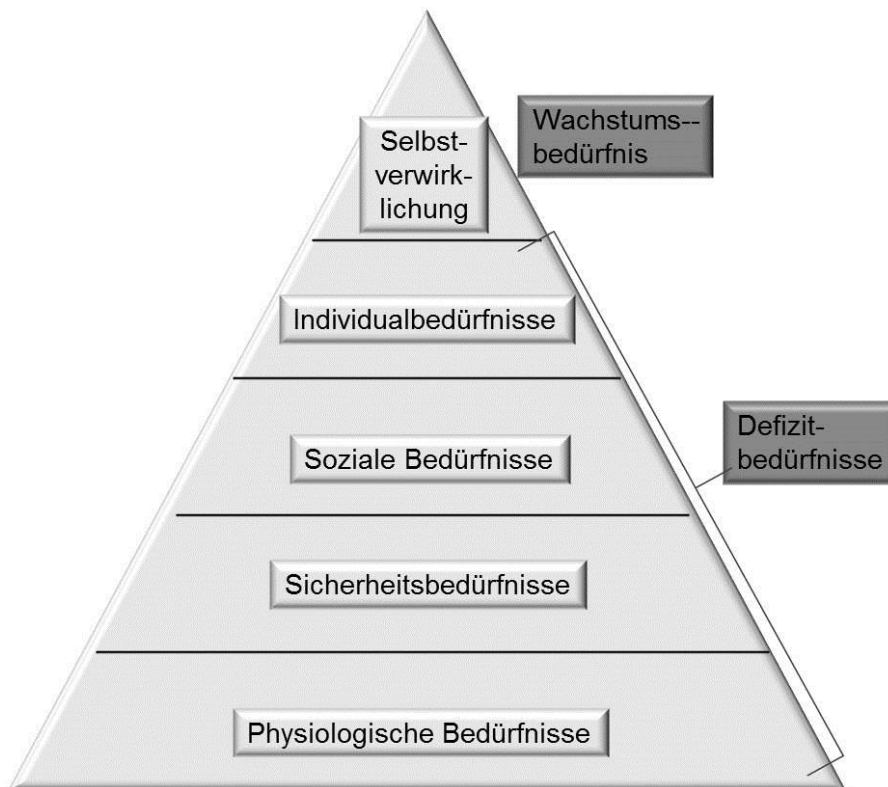 Selbst-
verwirk-
lichung
Wachstums--
bedürfnis
Individualbedürfnisse
Soziale Bedürfnisse
Defizit-
bedürfnisse
Sicherheitsbedürfnisse
Physiologische Bedürfnisse